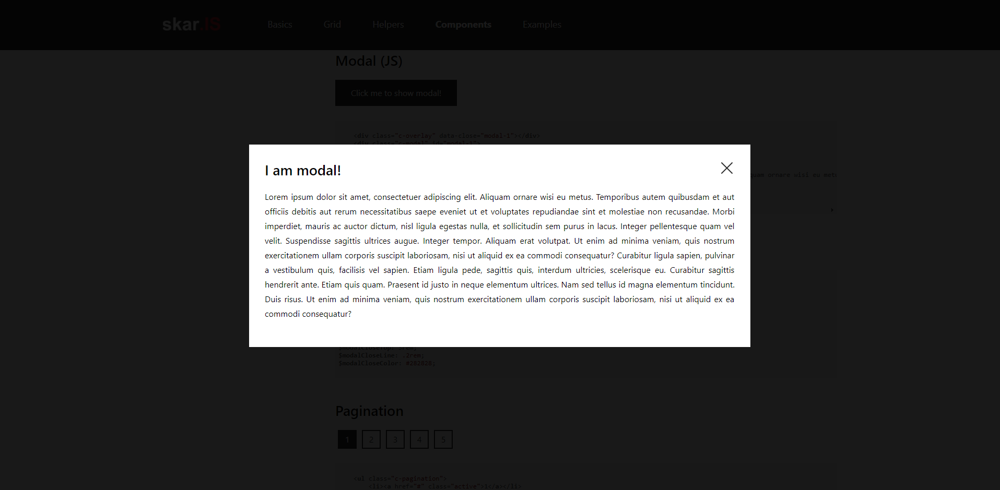 skar.IS
Basics
Grid
Helpers
Components
Examples
Modal (JS)
Click me to show modal!
<div class="c-overlay" data-close="modal-1"></div>
<div class="c-modal" id="modal-1">
quam ornare wisi eu metu
I am modal!
Lorem ipsum dolor sit amet, consectetuer adipiscing elit. Aliquam ornare wisi eu metus. Temporibus autem quibusdam et aut
officiis debitis aut rerum necessitatibus saepe eveniet ut et voluptates repudiandae sint et molestiae non recusandae. Morbi
imperdiet, mauris ac auctor dictum, nisl ligula egestas nulla, et sollicitudin sem purus in lacus. Integer pellentesque quam vel
velit. Suspendisse sagittis ultrices augue. Integer tempor. Aliquam erat volutpat. Ut enim ad minima veniam, quis nostrum
exercitationem ullam corporis suscipit laboriosam, nisi ut aliquid ex ea commodi consequatur? Curabitur ligula sapien, pulvinar
a vestibulum quis, facilisis vel sapien. Etiam ligula pede, sagittis quis, interdum ultricies, scelerisque eu. Curabitur sagittis
hendrerit ante. Etiam quis quam. Praesent id justo in neque elementum ultrices. Nam sed tellus id magna elementum tincidunt.
Duis risus. Ut enim ad minima veniam, quis nostrum exercitationem ullam corporis suscipit laboriosam, nisi ut aliquid ex ea
commodi consequatur?
$modalCloseTop: 3rem;
$modalCloseLine: .2rem;
$modalCloseColor: #282828;
Pagination
1 2 3 4 5
<ul class="c-pagination">
<li><a href="#" class="active">1</a></li>